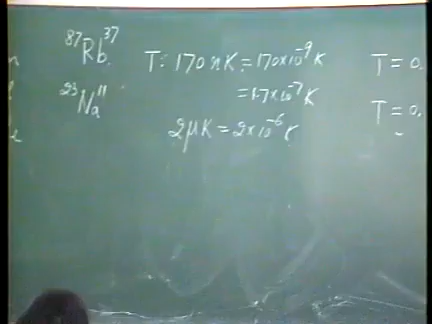 ⁸⁷Rb³⁷ T: 170 nK = 170×10⁻⁹ K T = 0.
= 1.7×10⁻⁷ K
²³Na¹¹ T = 0.
2μK = 2×10⁻⁶ K